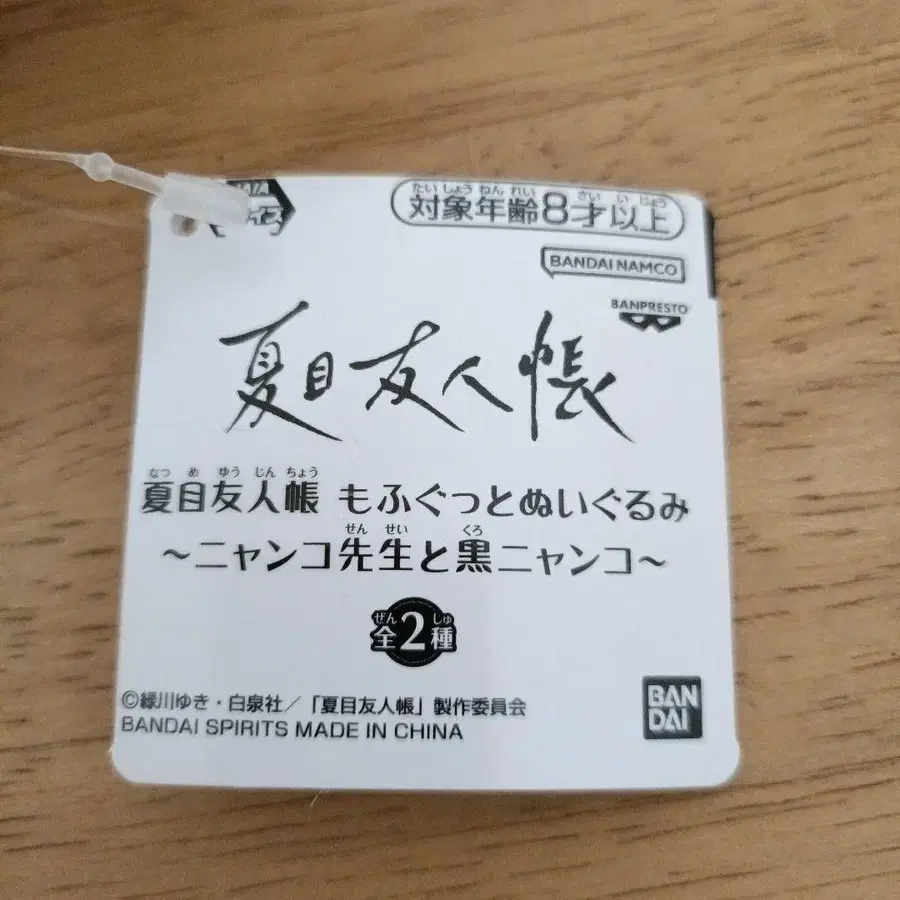 たいしょうねんれい さい いじょう
対象年齢8才以上
BANDAI NAMCO
BANPRESTO
夏目友人帳
なつ め ゆう じん ちょう
夏目友人帳 もふぐっとぬいぐるみ
せん せい くろ
～ニャンコ先生と黒ニャンコ～
ぜん しゅ
全2種
©緑川ゆき・白泉社／「夏目友人帳」製作委員会
BANDAI SPIRITS MADE IN CHINA
BAN
DAI